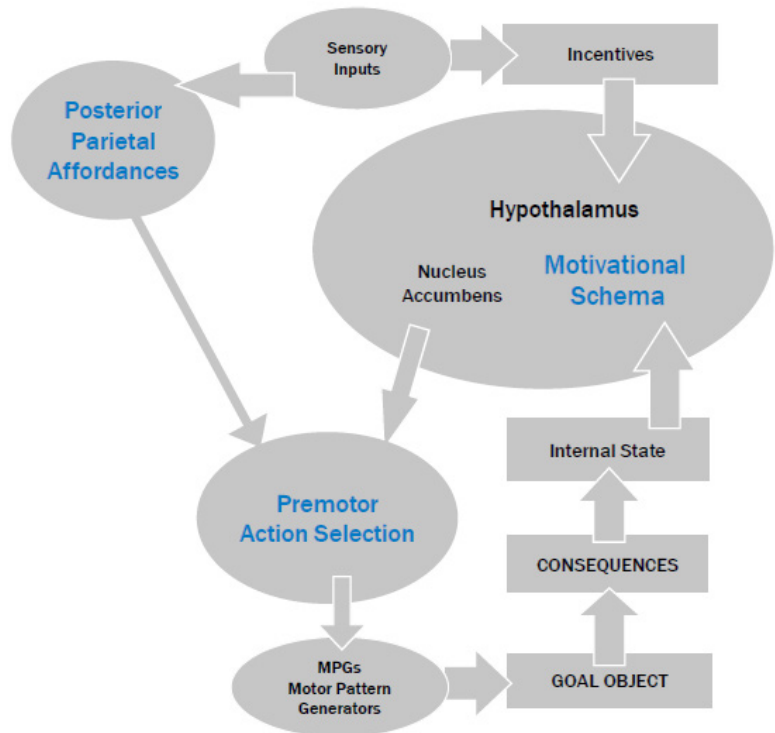 Sensory
Inputs
Incentives
Posterior
Parietal
Affordances
Hypothalamus
Nucleus
Accumbens
Motivational
Schema
Internal State
Premotor
Action Selection
CONSEQUENCES
MPGs
Motor Pattern
Generators
GOAL OBJECT